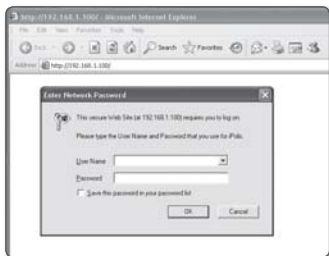 http://192.168.1.100/ - Microsoft Internet Explorer
File Edit View Favorites Tools Help
Back Search Favorites
Address http://192.168.1.100/
Enter Network Password
This secure Web Site (at 192.168.1.100) requires you to log on.
Please type the User Name and Password that you use for iPolis.
User Name
Password
Save this password in your password list
OK Cancel